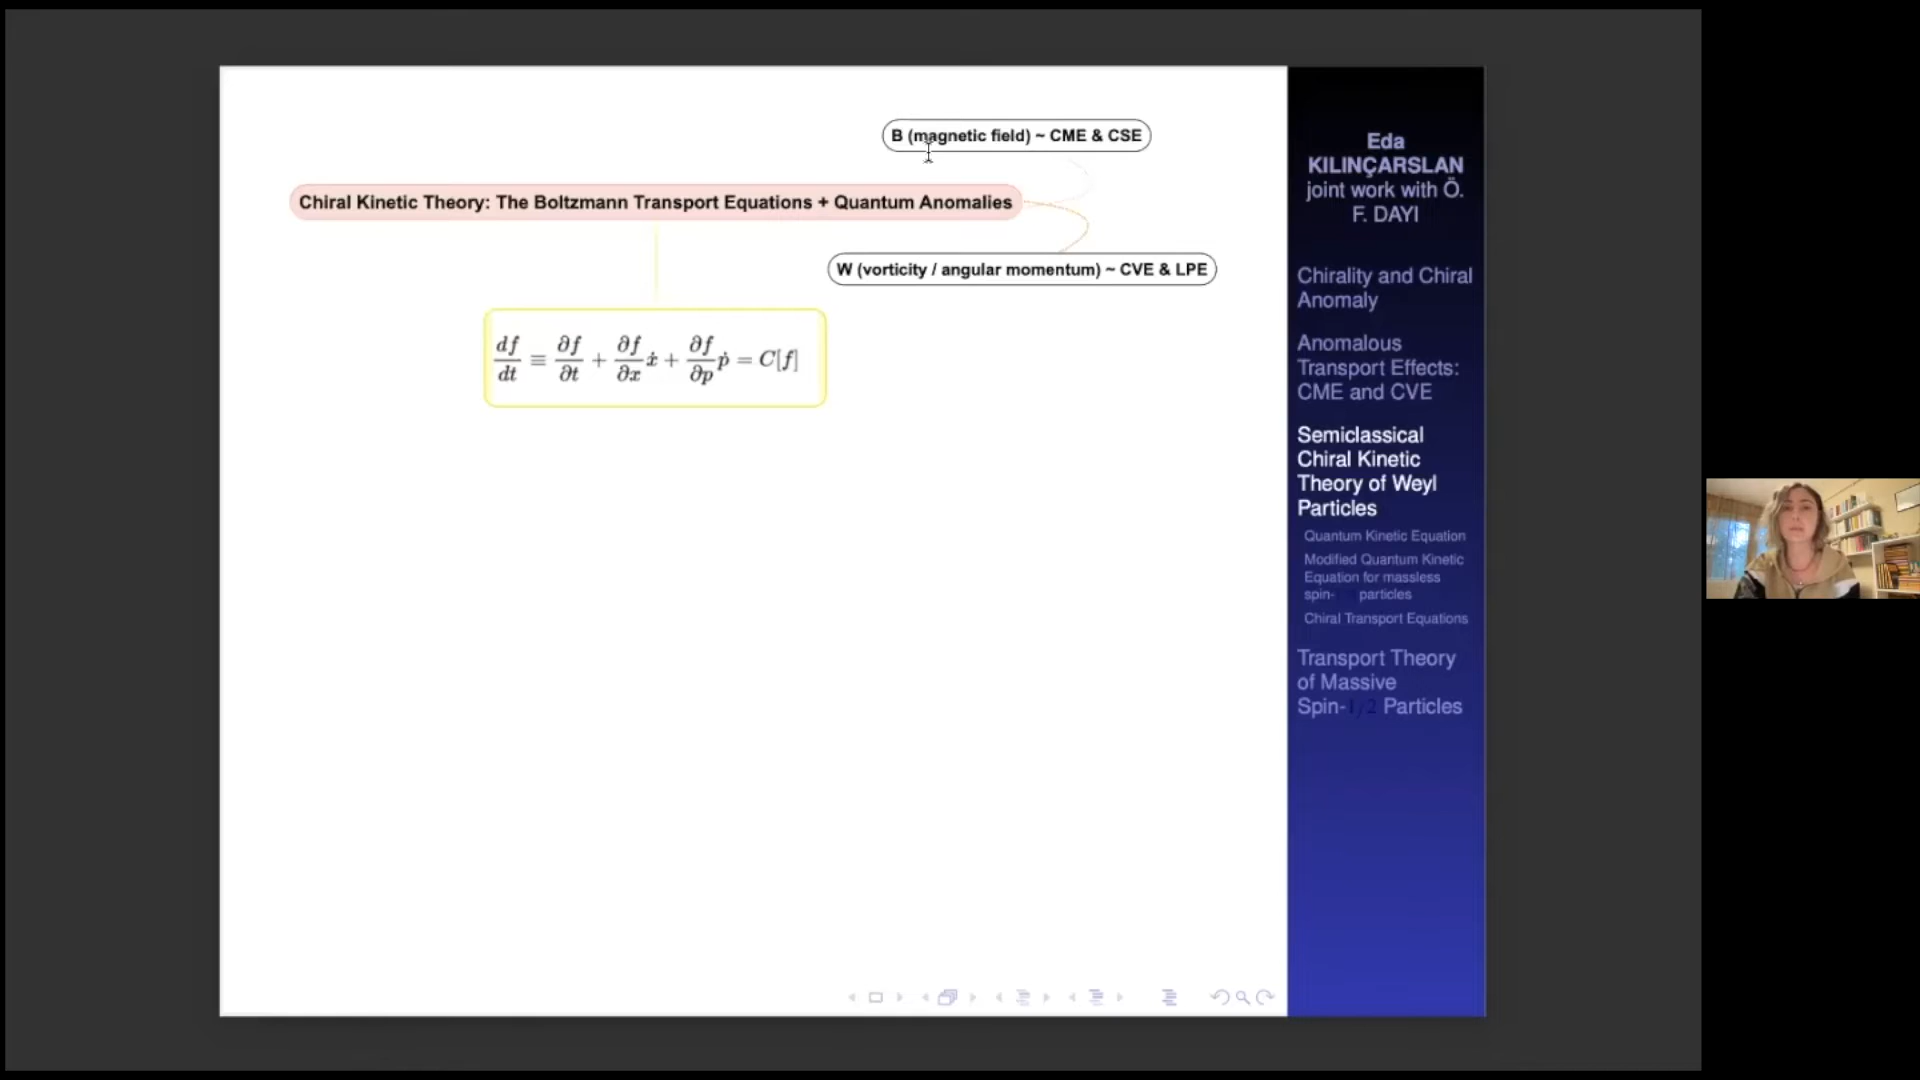 B (magnetic field) ~ CME & CSE
Chiral Kinetic Theory: The Boltzmann Transport Equations + Quantum Anomalies
W (vorticity / angular momentum) ~ CVE & LPE
df/dt ≡ ∂f/∂t + ∂f/∂x ẋ + ∂f/∂p ṗ = C[f]
Eda
KILINÇARSLAN
joint work with Ö.
F. DAYI
Chirality and Chiral
Anomaly
Anomalous
Transport Effects:
CME and CVE
Semiclassical
Chiral Kinetic
Theory of Weyl
Particles
Quantum Kinetic Equation
Modified Quantum Kinetic
Equation for massless
spin- particles
Chiral Transport Equations
Transport Theory
of Massive
Spin-1/2 Particles